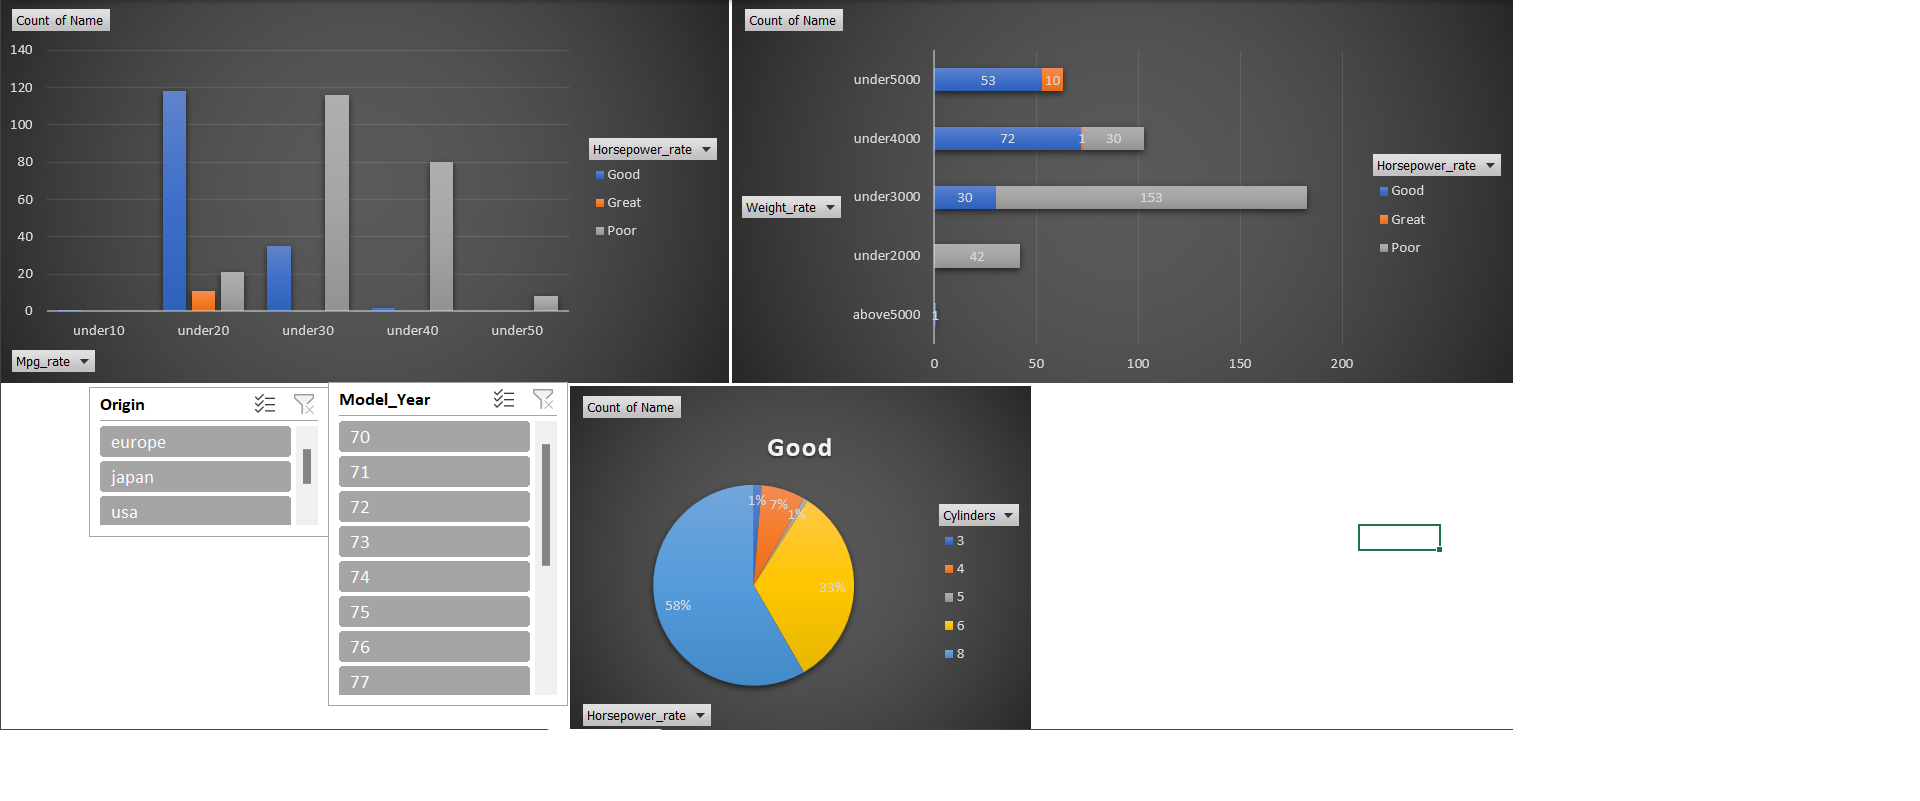 Count of Name
140
120
100
80
60
40
20
0
under10 under20 under30 under40 under50
Mpg_rate
Horsepower_rate
Good
Great
Poor
Count of Name
under5000 53 10
under4000 72 1 30
under3000 30 153
under2000 42
above5000 1
0 50 100 150 200
Weight_rate
Horsepower_rate
Good
Great
Poor
Origin
europe
japan
usa
Model_Year
70
71
72
73
74
75
76
77
Count of Name
Good
1% 7%
1%
33%
58%
Cylinders
3
4
5
6
8
Horsepower_rate